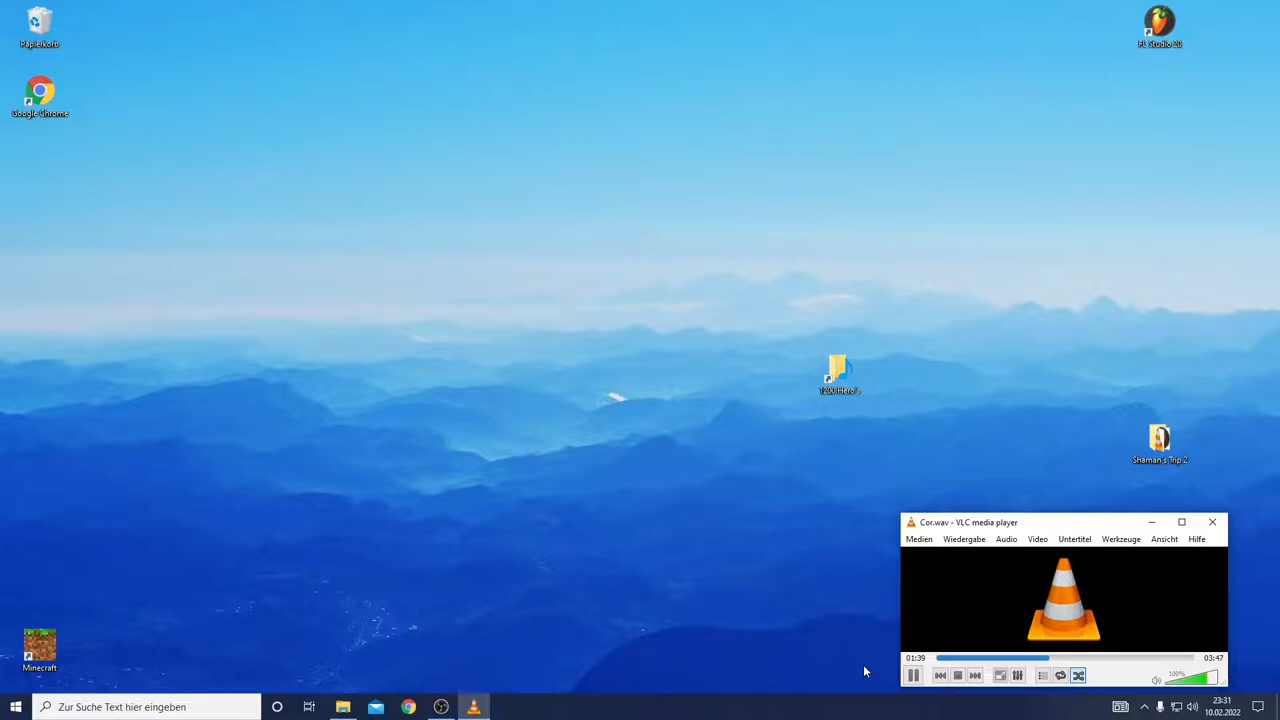 Papierkorb
FL Studio 20
Google Chrome
1200 Hero's
Shaman's Trip 2
Cor.wav - VLC media player
Medien Wiedergabe Audio Video Untertitel Werkzeuge Ansicht Hilfe
01:39 03:47
100%
Minecraft
Zur Suche Text hier eingeben
23:31
10.02.2022